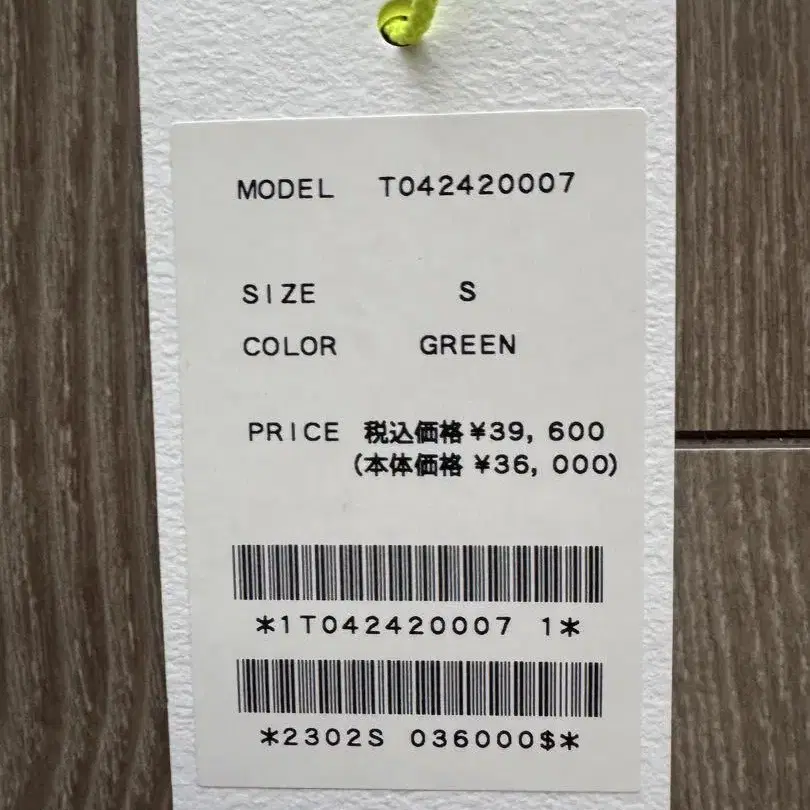 MODEL T042420007
SIZE S
COLOR GREEN
PRICE 税込価格 ¥39, 600
(本体価格 ¥36, 000)
*1T042420007 1*
*2302S 036000$*